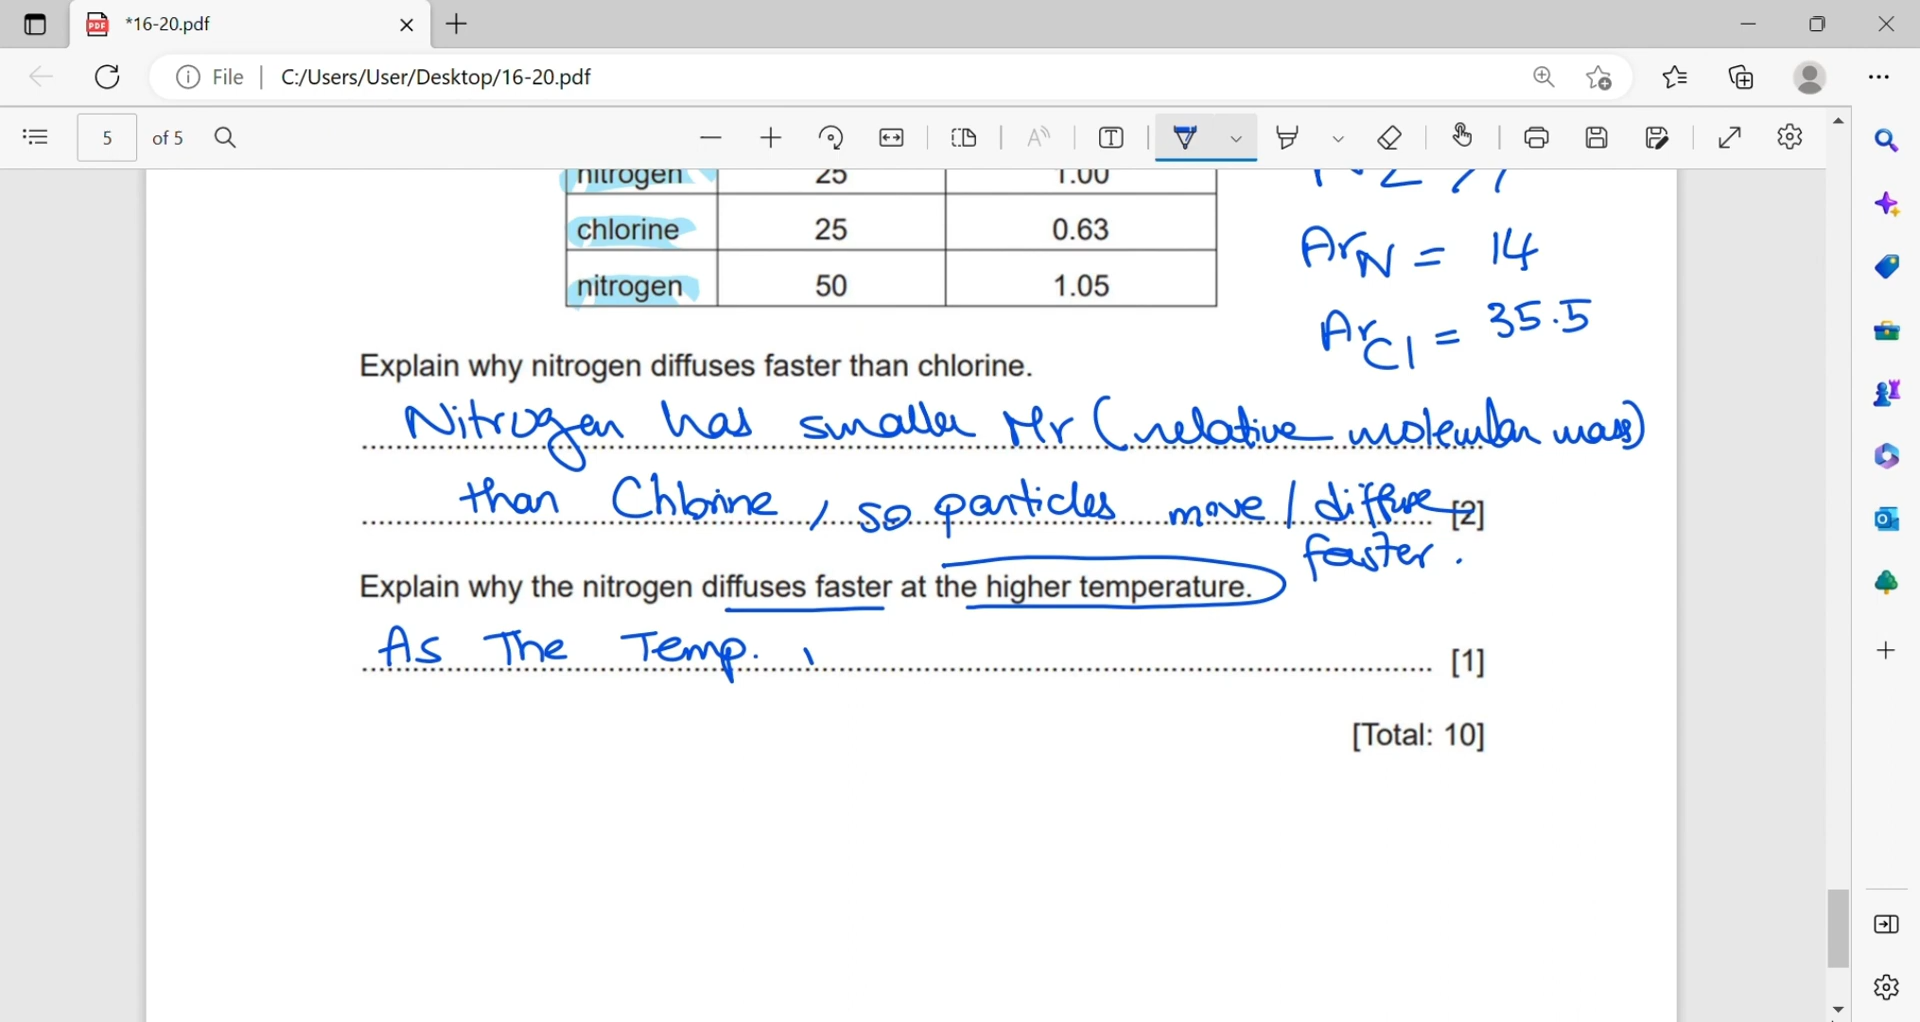 *16-20.pdf
File | C:/Users/User/Desktop/16-20.pdf
5 of 5
nitrogen 25 1.00
chlorine 25 0.63
nitrogen 50 1.05
ArN = 14
ArCl = 35.5
Explain why nitrogen diffuses faster than chlorine.
Nitrogen has smaller Mr (relative molecular mass)
than Chlorine, so particles move / diffuse [2]
faster.
Explain why the nitrogen diffuses faster at the higher temperature.
As The Temp. [1]
[Total: 10]